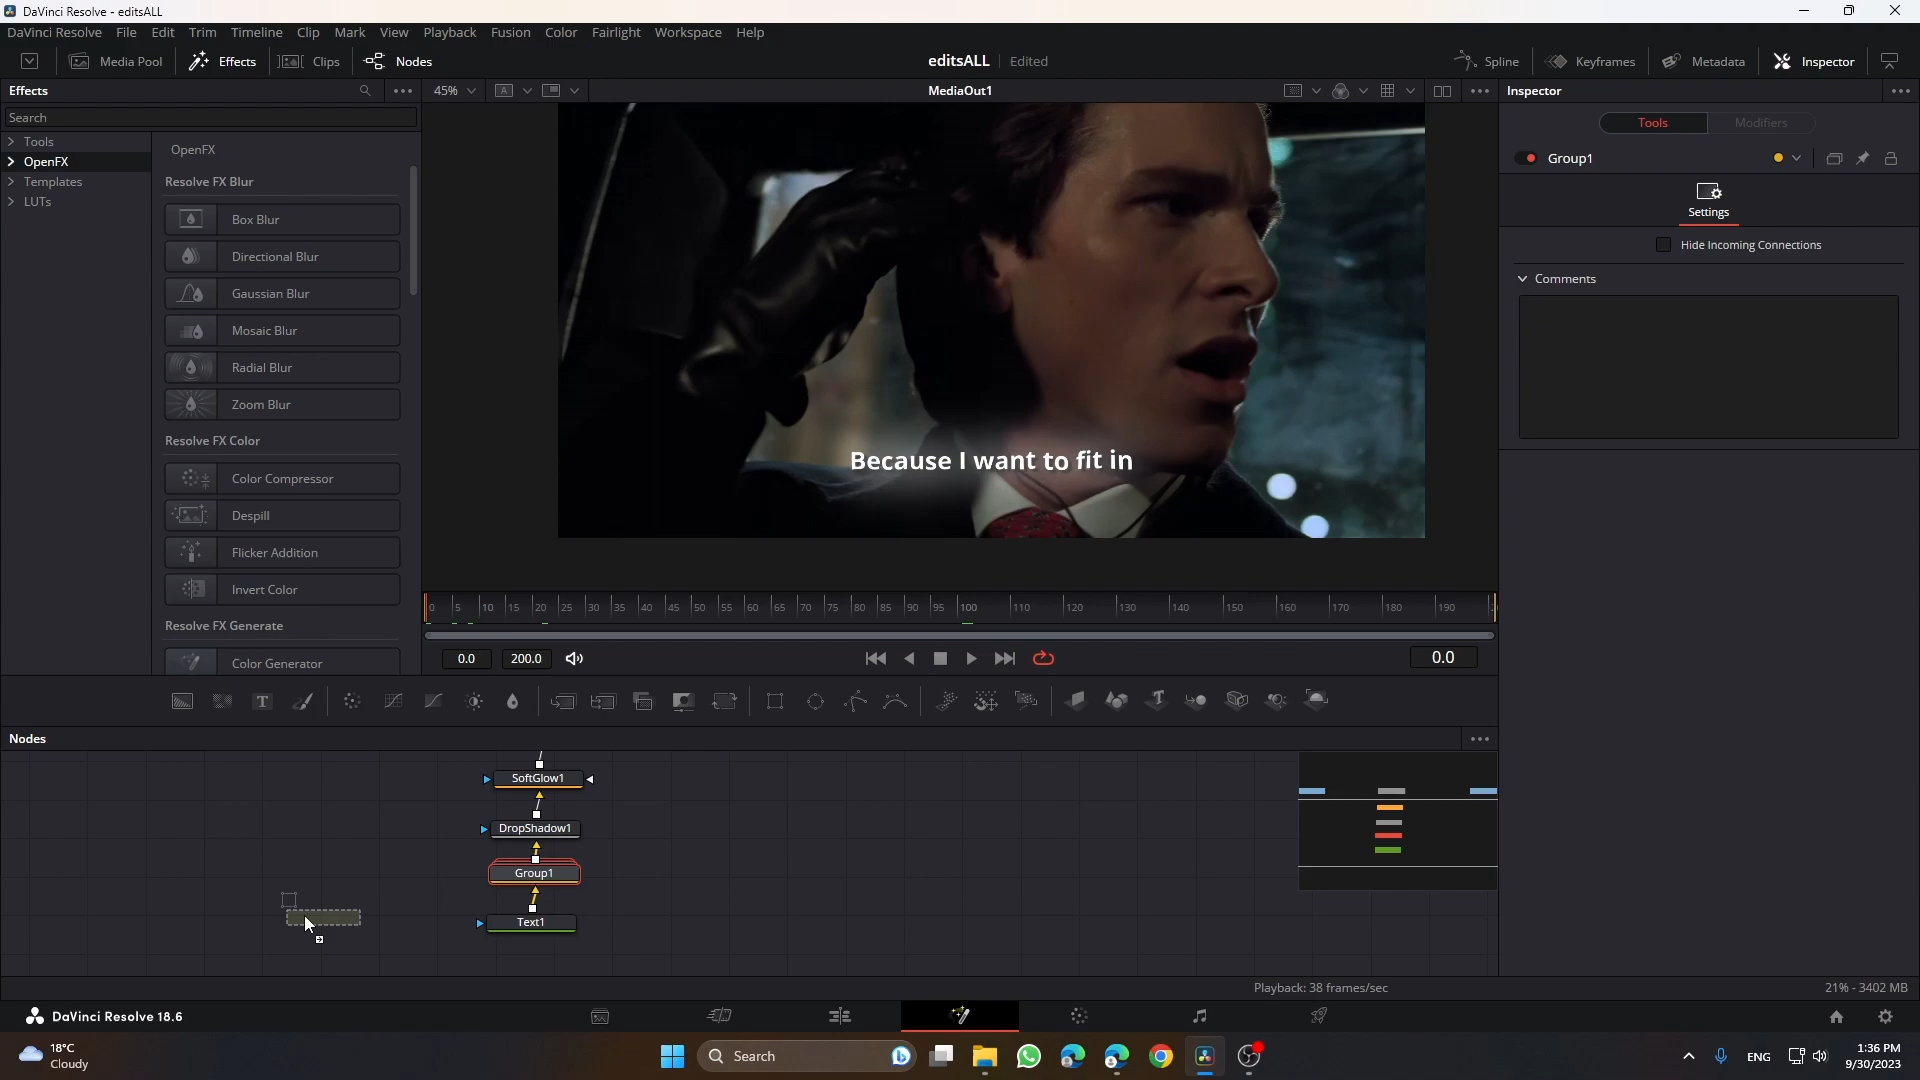 DaVinci Resolve - editsALL
DaVinci Resolve File Edit Trim Timeline Clip Mark View Playback Fusion Color Fairlight Workspace Help
Media Pool Effects Clips Nodes editsALL Edited Spline Keyframes Metadata Inspector
Effects 45% A MediaOut1 Inspector
Search
Tools
OpenFX
Templates
LUTs
OpenFX
Resolve FX Blur
Box Blur
Directional Blur
Gaussian Blur
Mosaic Blur
Radial Blur
Zoom Blur
Resolve FX Color
Color Compressor
Despill
Flicker Addition
Invert Color
Resolve FX Generate
Color Generator
Because I want to fit in
Tools Modifiers
Group1
Settings
Hide Incoming Connections
Comments
0 5 10 15 20 25 30 35 40 45 50 55 60 65 70 75 80 85 90 95 100 110 120 130 140 150 160 170 180 190
0.0 200.0 0.0
Nodes
SoftGlow1
DropShadow1
Group1
Text1
Playback: 38 frames/sec 21% - 3402 MB
DaVinci Resolve 18.6
18°C
Cloudy
Search
ENG
1:36 PM
9/30/2023